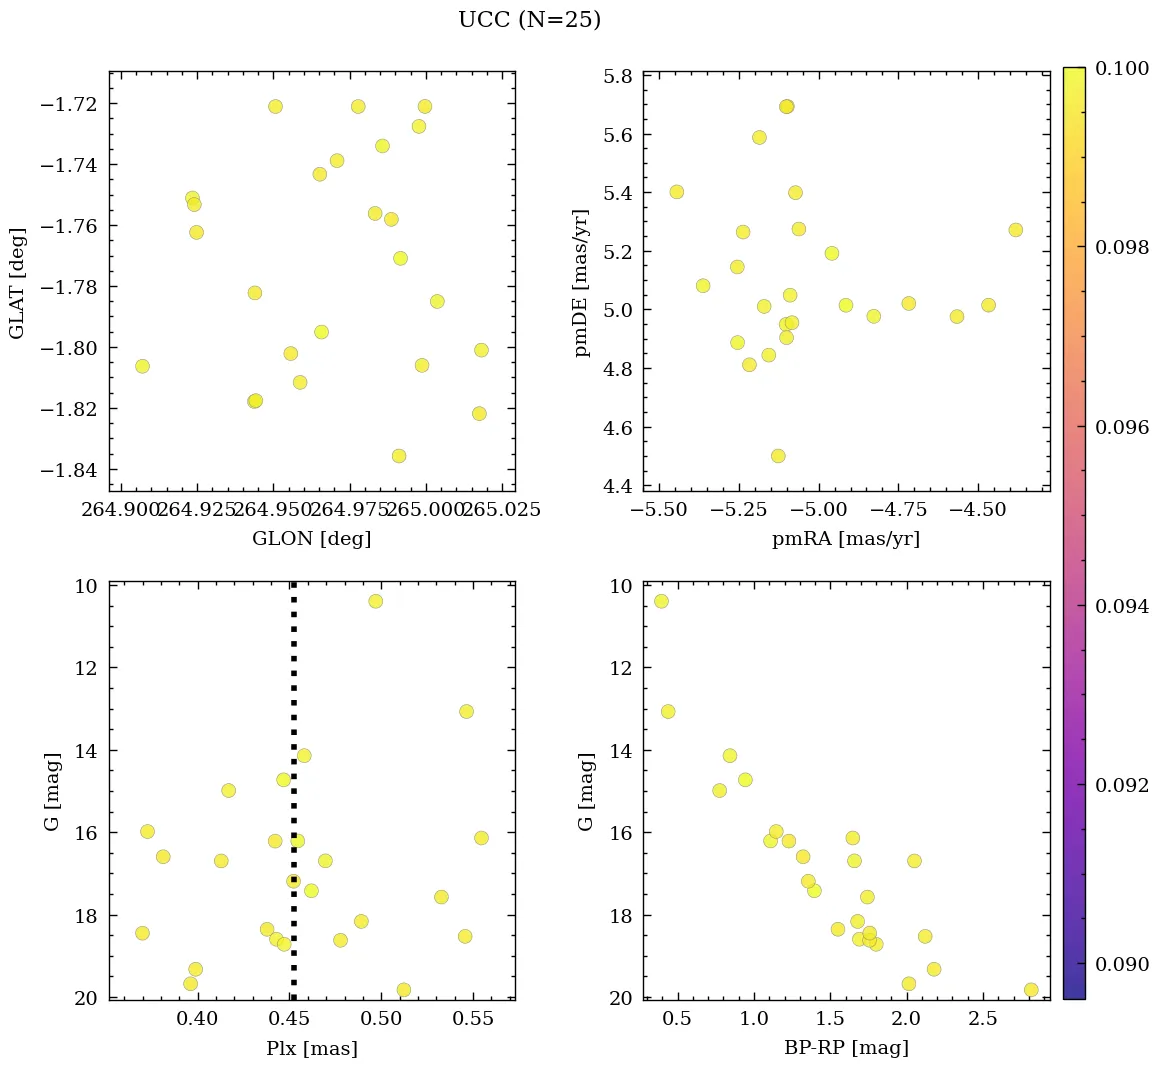 UCC (N=25)
−1.72
−1.74
−1.76
−1.78
−1.80
−1.82
−1.84
GLAT [deg]
264.900 264.925 264.950 264.975 265.000 265.025
GLON [deg]
5.8
5.6
5.4
5.2
5.0
4.8
4.6
4.4
pmDE [mas/yr]
−5.50 −5.25 −5.00 −4.75 −4.50
pmRA [mas/yr]
10
12
14
16
18
20
G [mag]
0.40 0.45 0.50 0.55
Plx [mas]
10
12
14
16
18
20
G [mag]
0.5 1.0 1.5 2.0 2.5
BP-RP [mag]
0.100
0.098
0.096
0.094
0.092
0.090